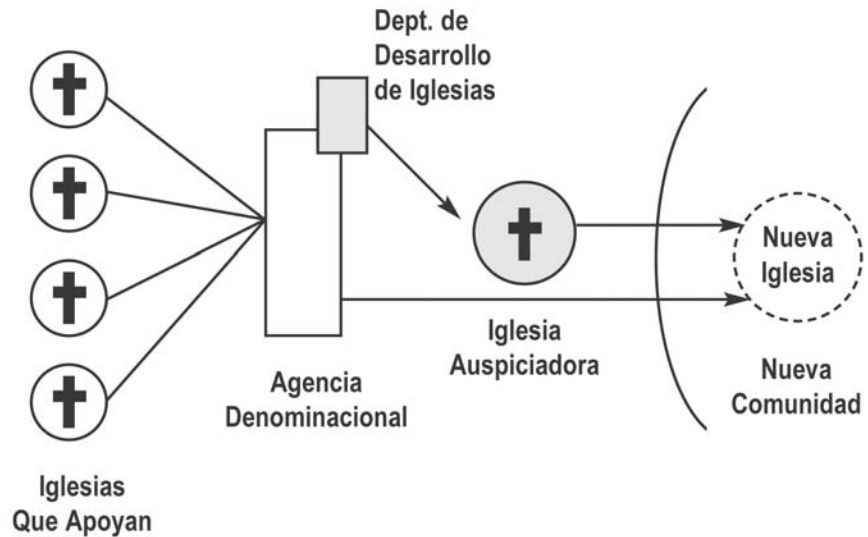 Dept. de
Desarrollo
de Iglesias
Nueva
Iglesia
Iglesia
Auspiciadora
Agencia
Denominacional
Nueva
Comunidad
Iglesias
Que Apoyan